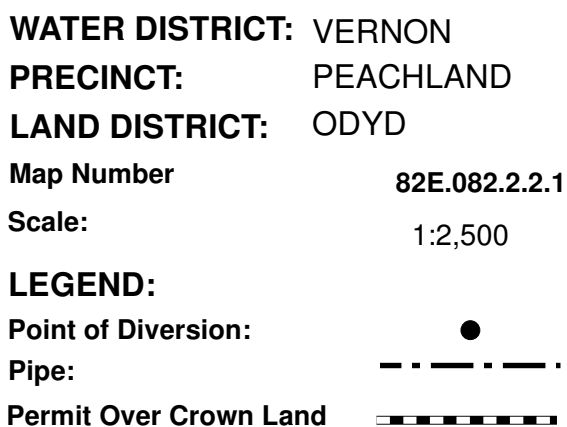 WATER DISTRICT: VERNON
PRECINCT: PEACHLAND
LAND DISTRICT: ODYD
Map Number 82E.082.2.2.1
Scale: 1:2,500
LEGEND:
Point of Diversion:
Pipe:
Permit Over Crown Land